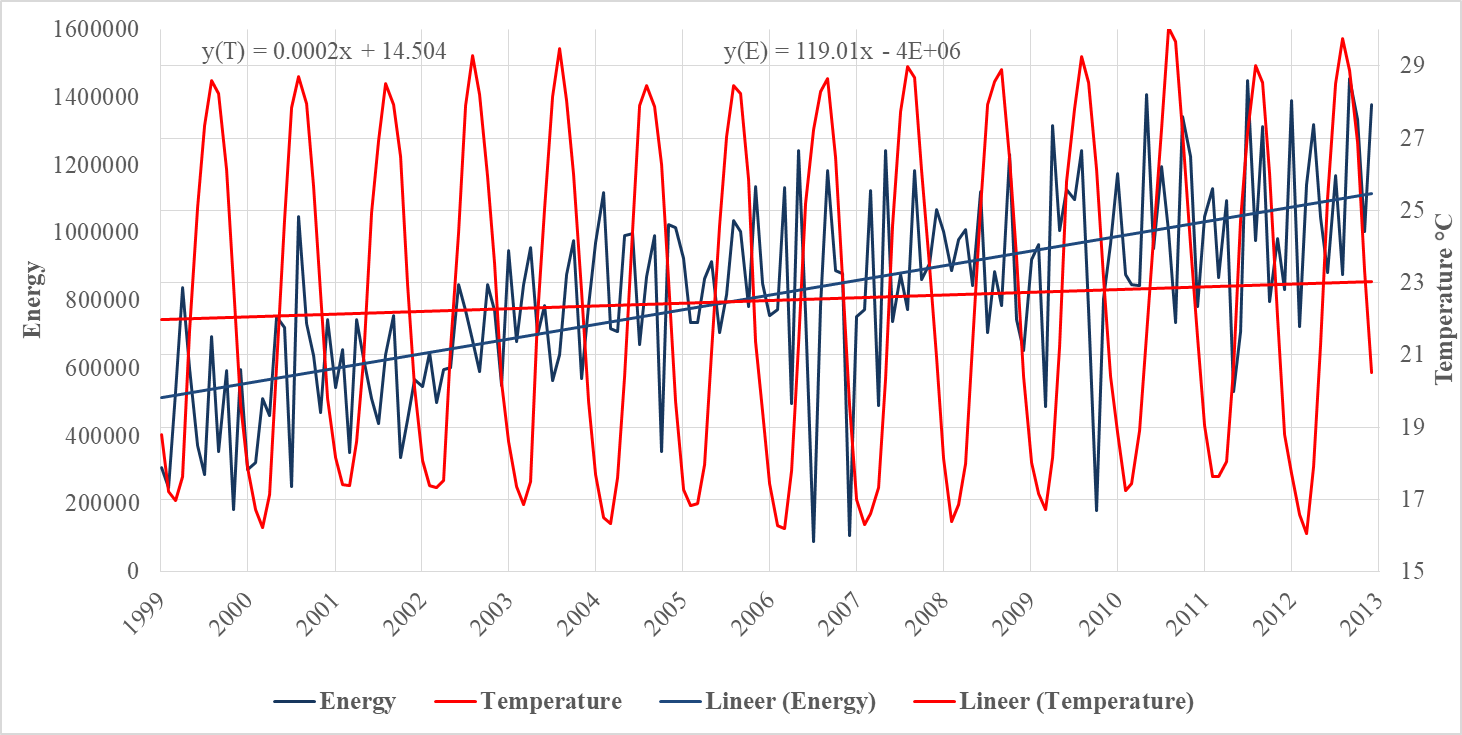 y(T) = 0.0002x + 14.504
y(E) = 119.01x - 4E+06
Energy
1600000
1400000
1200000
1000000
800000
600000
400000
200000
0
29
27
25
23
21
19
17
15
Temperature °C
1999 2000 2001 2002 2003 2004 2005 2006 2007 2008 2009 2010 2011 2012 2013
Energy Temperature Lineer (Energy) Lineer (Temperature)